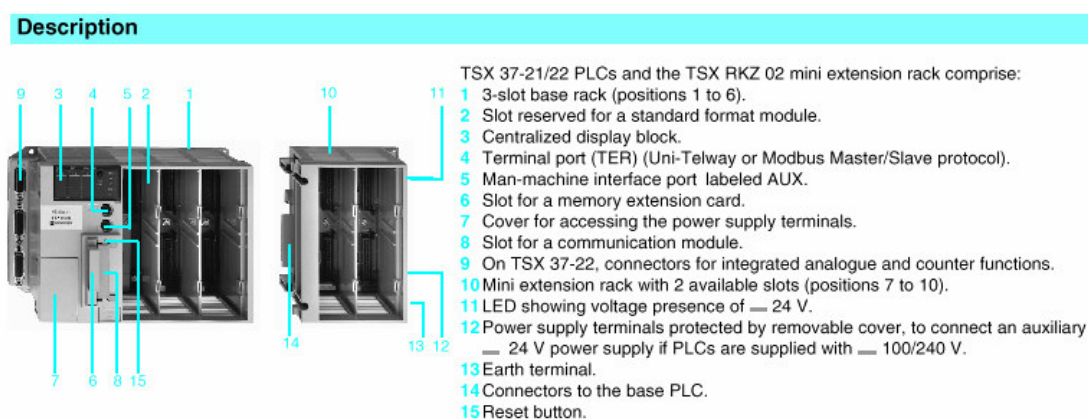 Description
9 3 4 5 2 1 10 11
TSX 37-21/22 PLCs and the TSX RKZ 02 mini extension rack comprise:
1 3-slot base rack (positions 1 to 6).
2 Slot reserved for a standard format module.
3 Centralized display block.
4 Terminal port (TER) (Uni-Telway or Modbus Master/Slave protocol).
5 Man-machine interface port labeled AUX.
6 Slot for a memory extension card.
7 Cover for accessing the power supply terminals.
8 Slot for a communication module.
9 On TSX 37-22, connectors for integrated analogue and counter functions.
10 Mini extension rack with 2 available slots (positions 7 to 10).
11 LED showing voltage presence of ⎓ 24 V.
12 Power supply terminals protected by removable cover, to connect an auxiliary
⎓ 24 V power supply if PLCs are supplied with ⎓ 100/240 V.
13 Earth terminal.
14 Connectors to the base PLC.
15 Reset button.
14 13 12
7 6 8 15